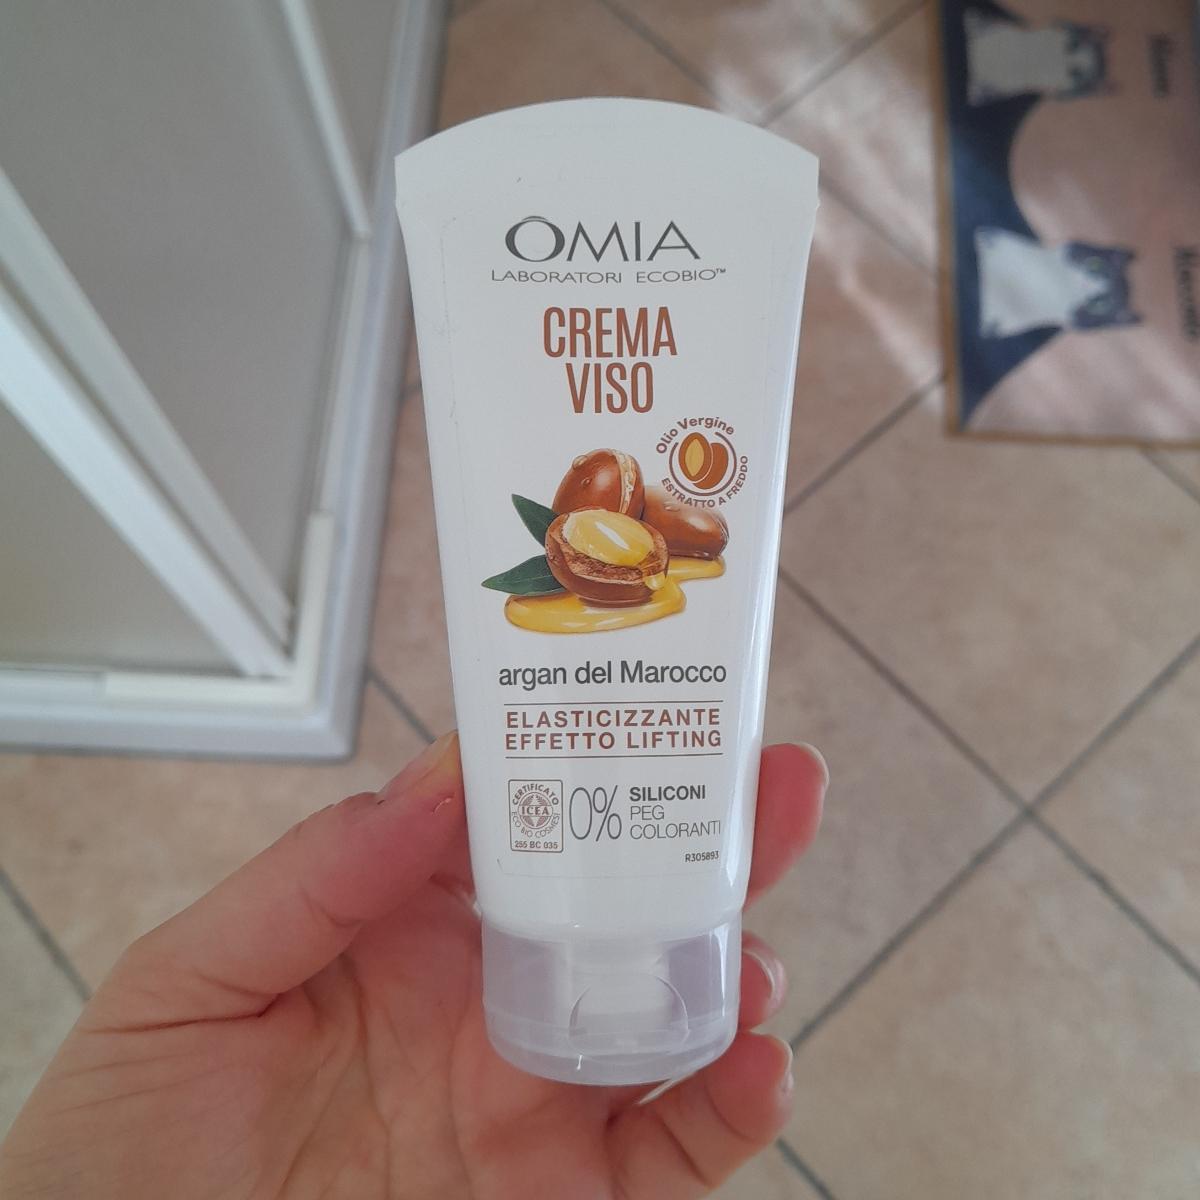 ÔMIA
LABORATORI ECOBIO™
CREMA
VISO
Olio Vergine
ESTRATTO A FREDDO
argan del Marocco
ELASTICIZZANTE
EFFETTO LIFTING
CERTIFICATO
ICEA
ECO BIO COSMESI
255 BC 035
0%
SILICONI
PEG
COLORANTI
R305893